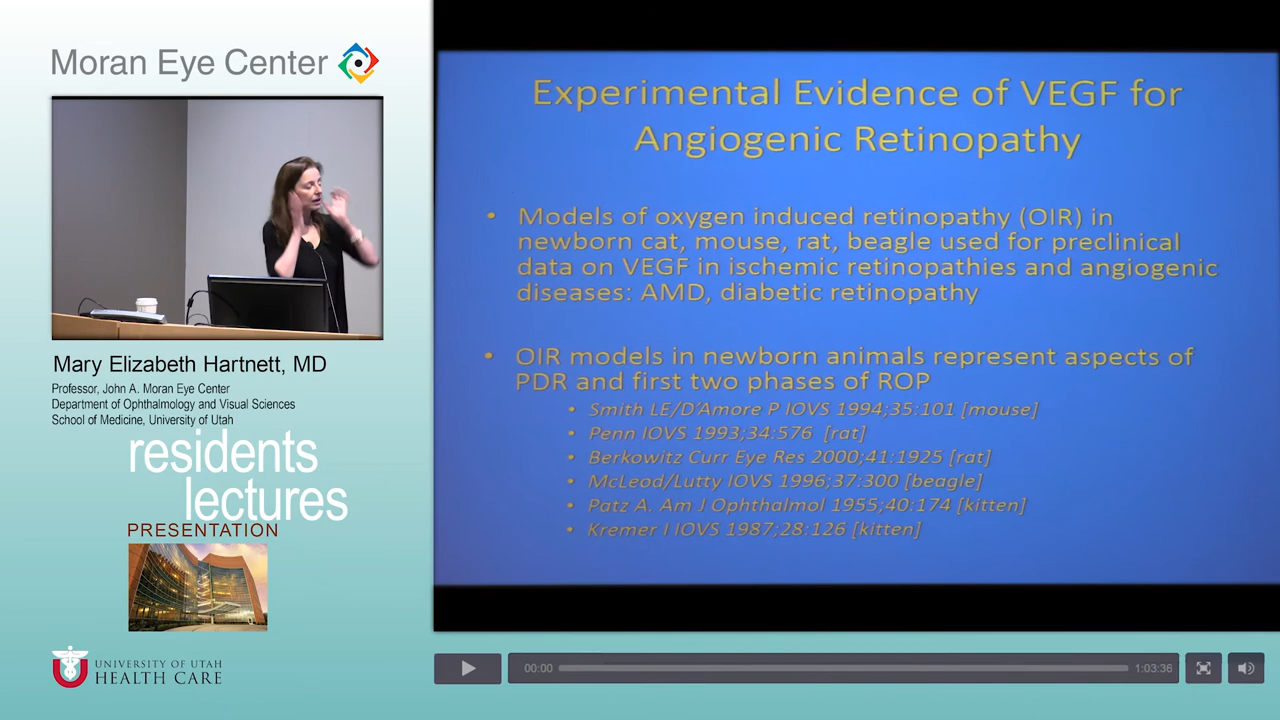 Moran Eye Center
Mary Elizabeth Hartnett, MD
Professor, John A. Moran Eye Center
Department of Ophthalmology and Visual Sciences
School of Medicine, University of Utah
residents
lectures
PRESENTATION
UNIVERSITY OF UTAH
HEALTH CARE
Experimental Evidence of VEGF for
Angiogenic Retinopathy
• Models of oxygen induced retinopathy (OIR) in
newborn cat, mouse, rat, beagle used for preclinical
data on VEGF in ischemic retinopathies and angiogenic
diseases: AMD, diabetic retinopathy
• OIR models in newborn animals represent aspects of
PDR and first two phases of ROP
• Smith LE/D'Amore P IOVS 1994;35:101 [mouse]
• Penn IOVS 1993;34:576 [rat]
• Berkowitz Curr Eye Res 2000;41:1925 [rat]
• McLeod/Lutty IOVS 1996;37:300 [beagle]
• Patz A. Am J Ophthalmol 1955;40:174 [kitten]
• Kremer I IOVS 1987;28:126 [kitten]
00:00
1:03:36